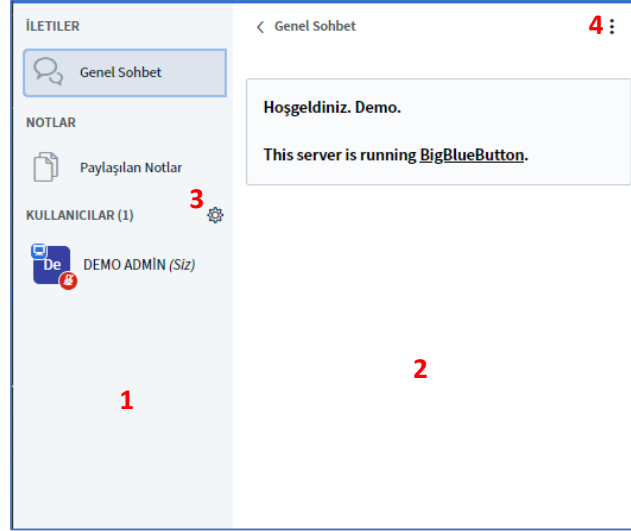 İLETILER
Genel Sohbet
NOTLAR
Paylaşılan Notlar
3
KULLANICILAR (1)
De
DEMO ADMİN (Siz)
1
Genel Sohbet
4
Hoşgeldiniz. Demo.
This server is running BigBlueButton.
2